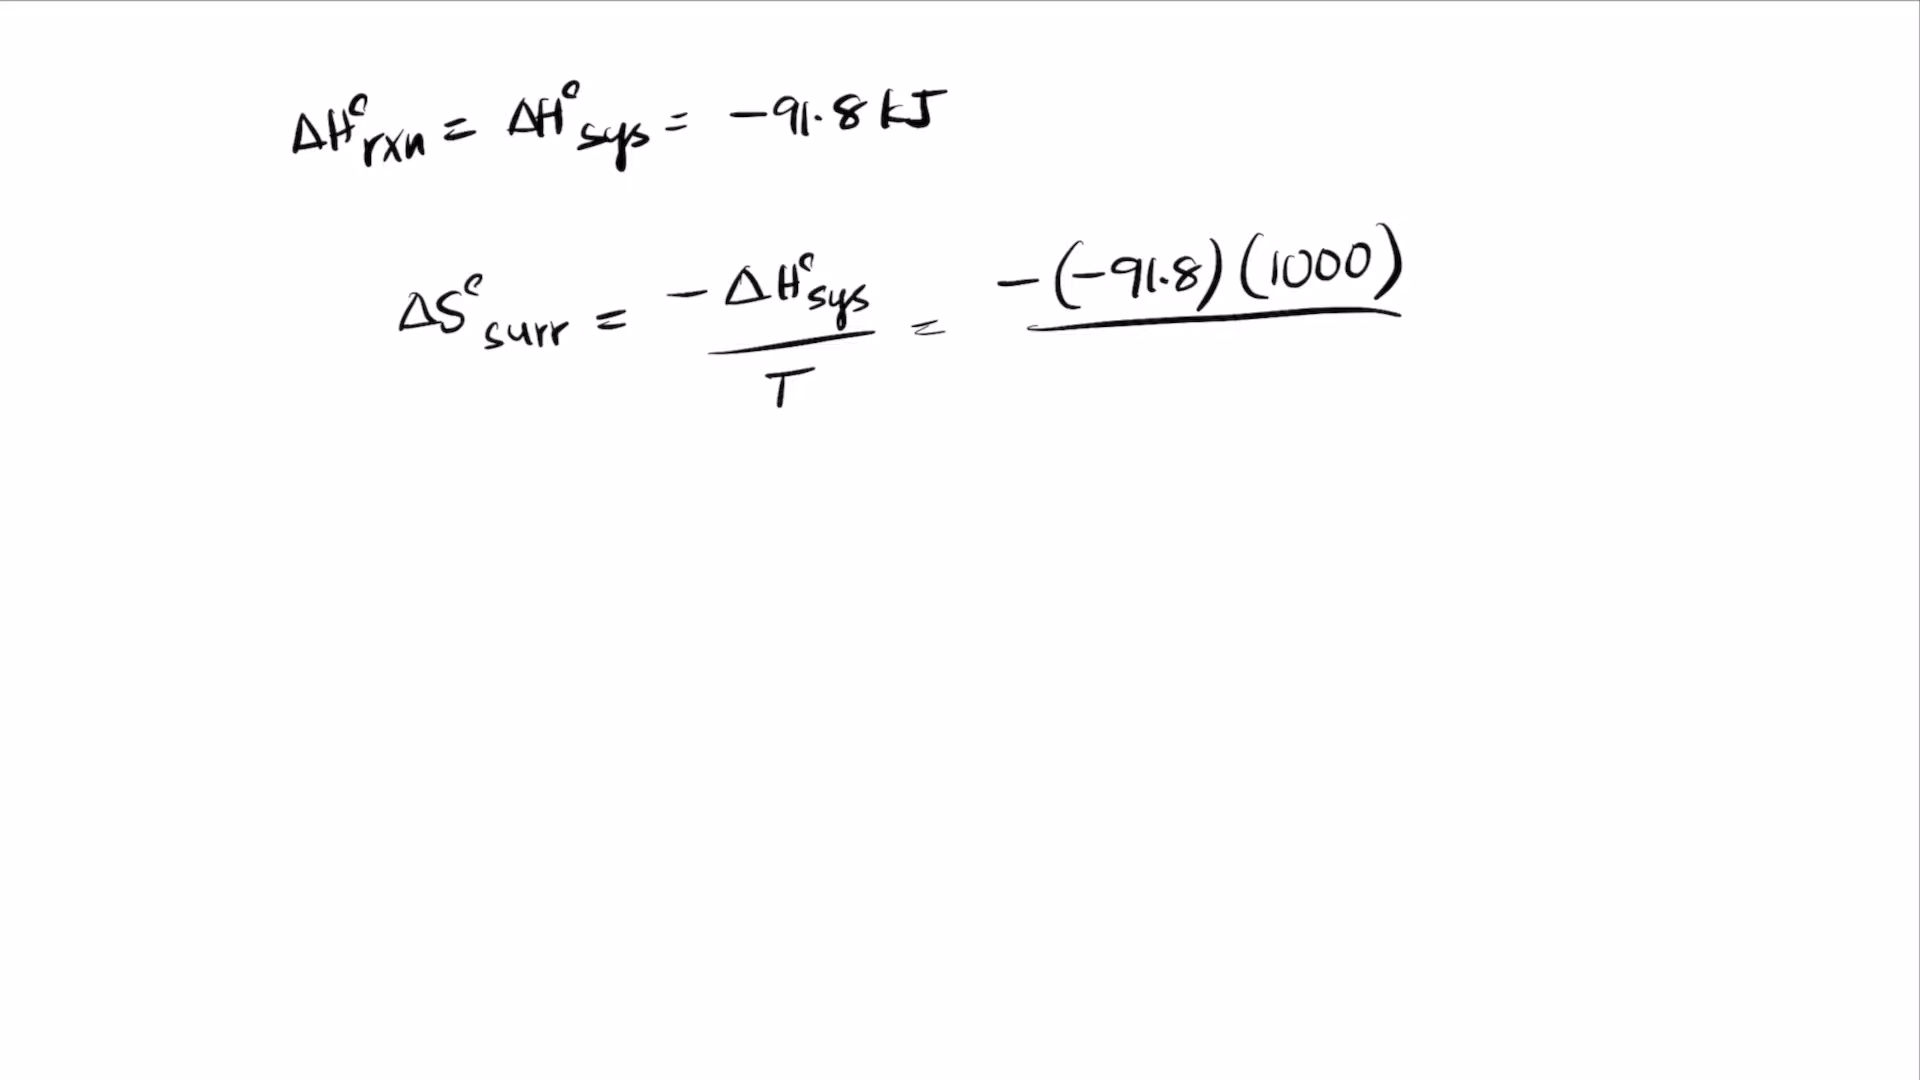 ΔH°rxn = ΔH°sys = -91.8 kJ
ΔS°surr = -ΔH°sys / T = -(-91.8)(1000)